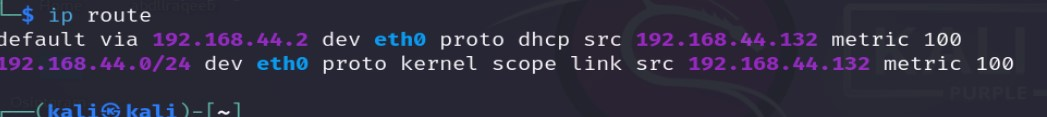 └─$ ip route
default via 192.168.44.2 dev eth0 proto dhcp src 192.168.44.132 metric 100
192.168.44.0/24 dev eth0 proto kernel scope link src 192.168.44.132 metric 100
PURPLE
┌──(kali㉿kali)-[~]